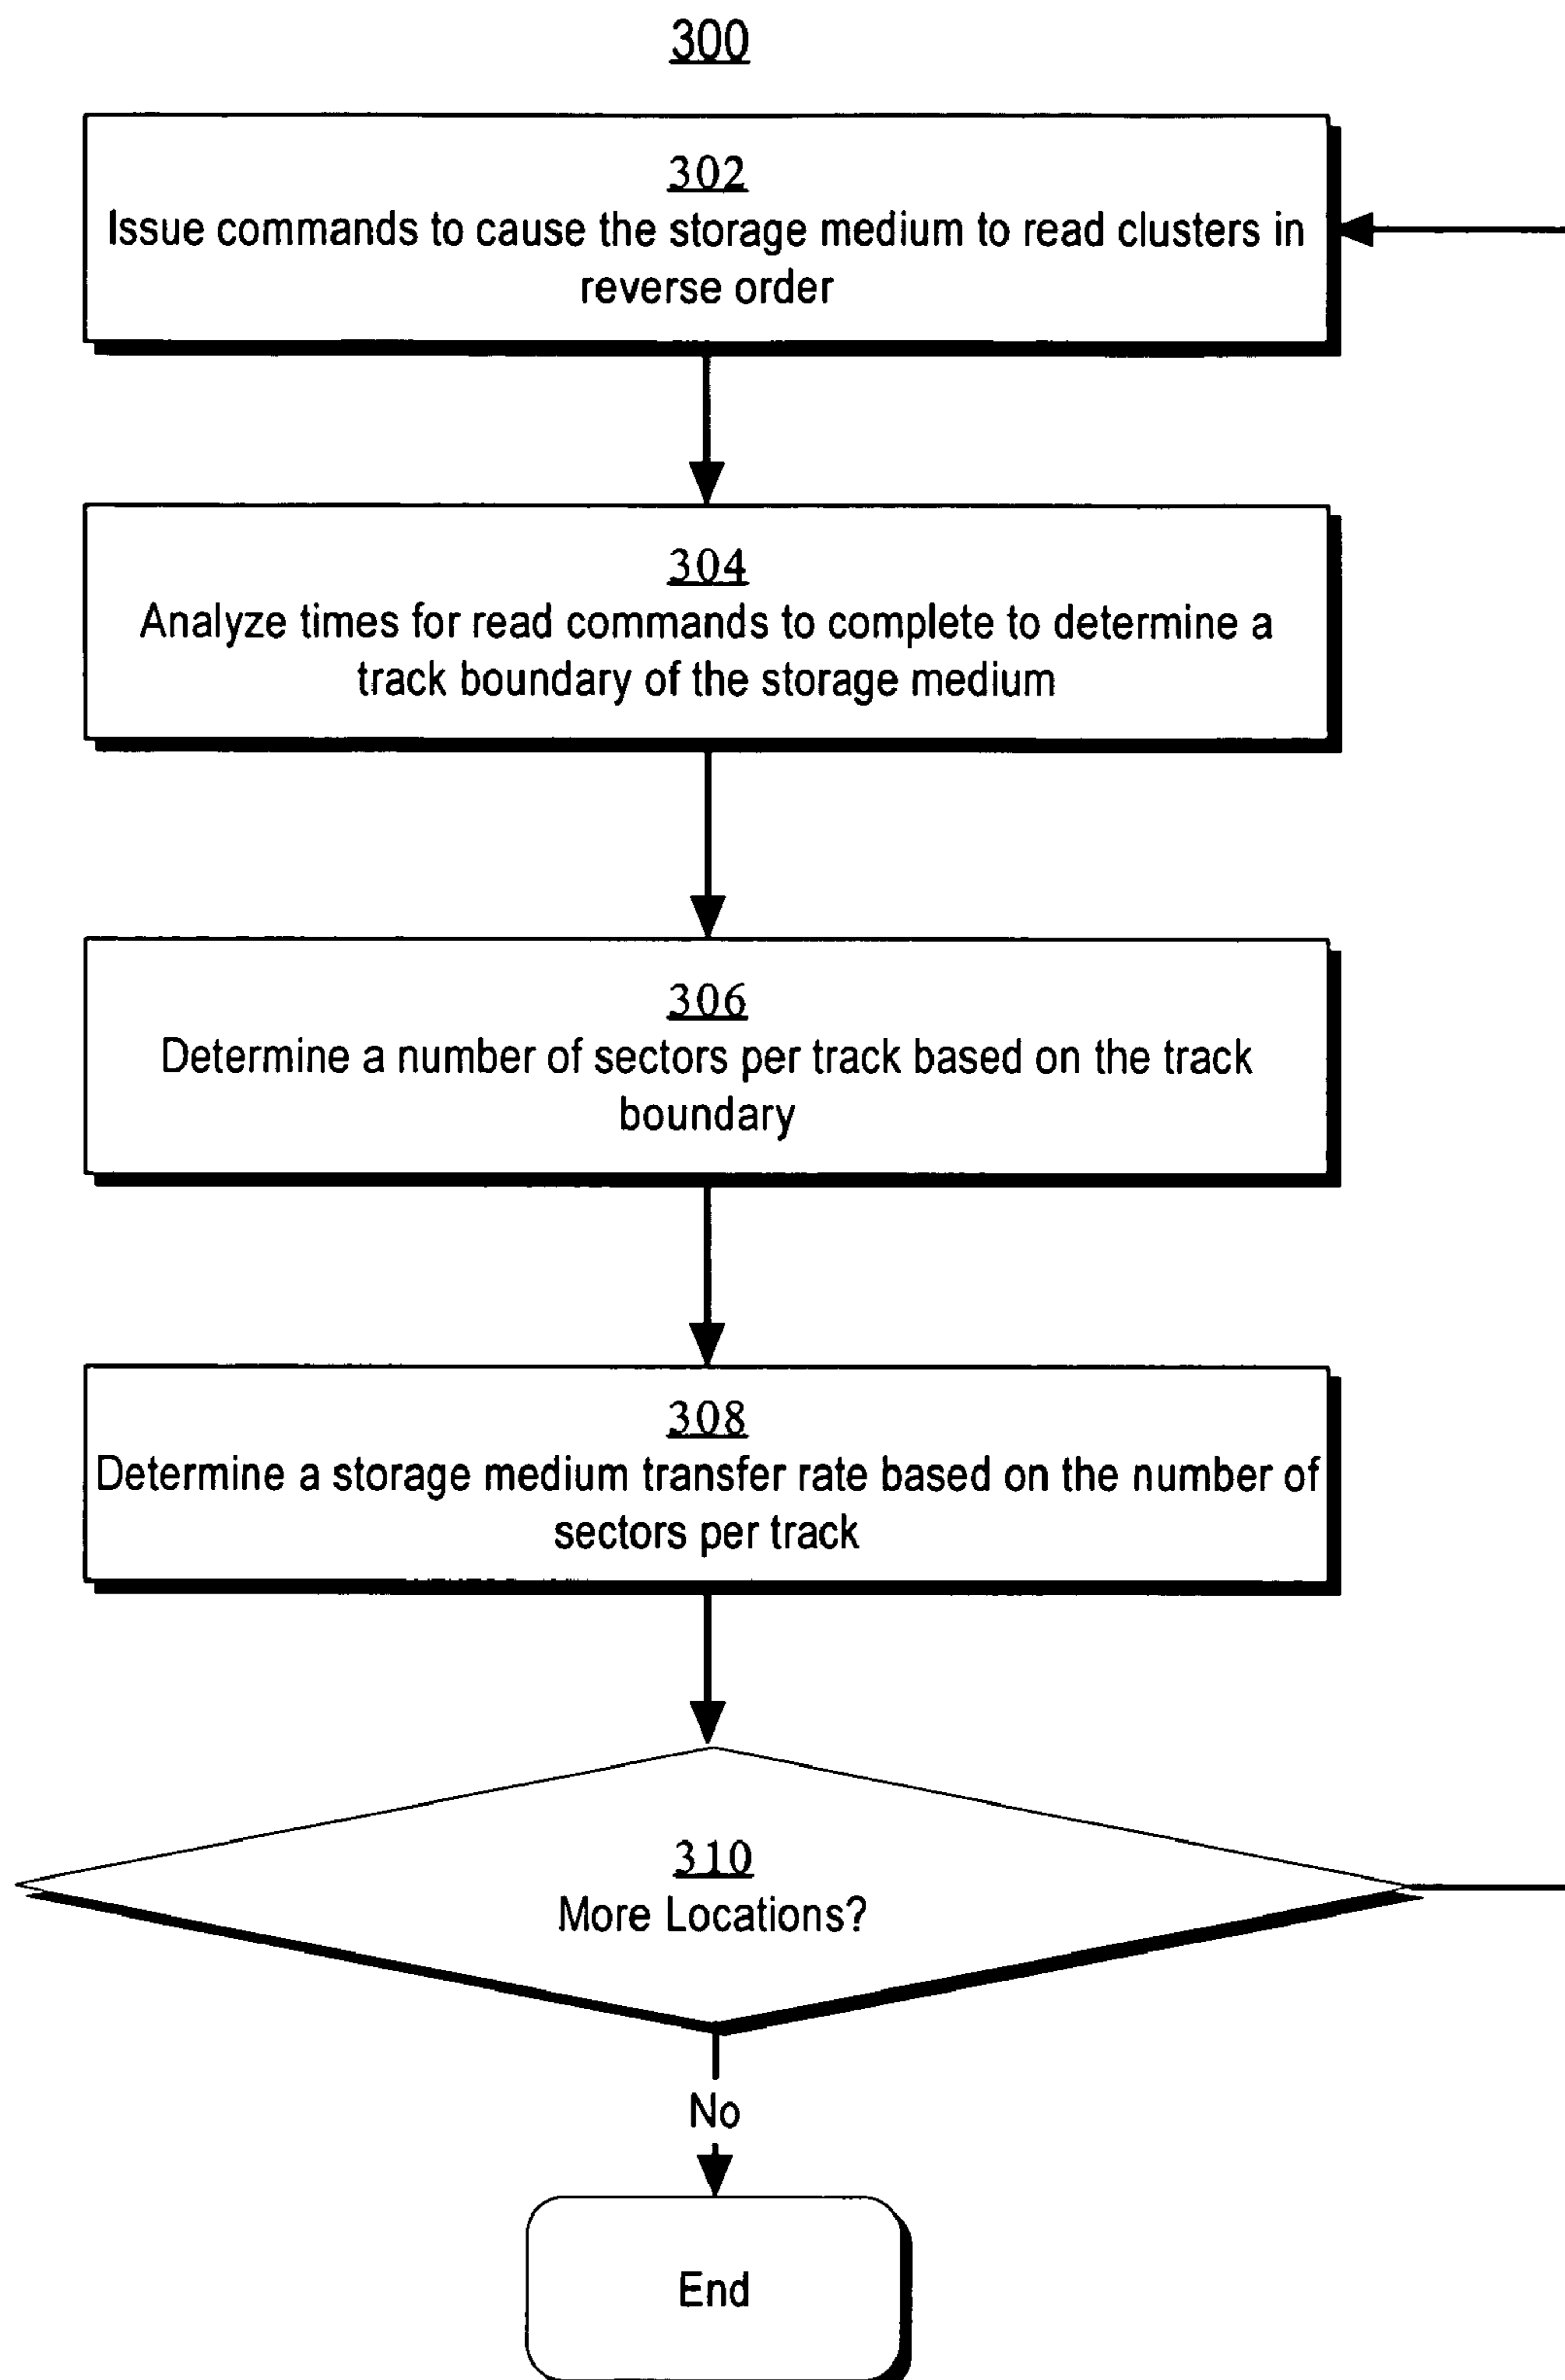 300
302
Issue commands to cause the storage medium to read clusters in
reverse order
304
Analyze times for read commands to complete to determine a
track boundary of the storage medium
306
Determine a number of sectors per track based on the track
boundary
308
Determine a storage medium transfer rate based on the number of
sectors per track
310
More Locations?
No
End